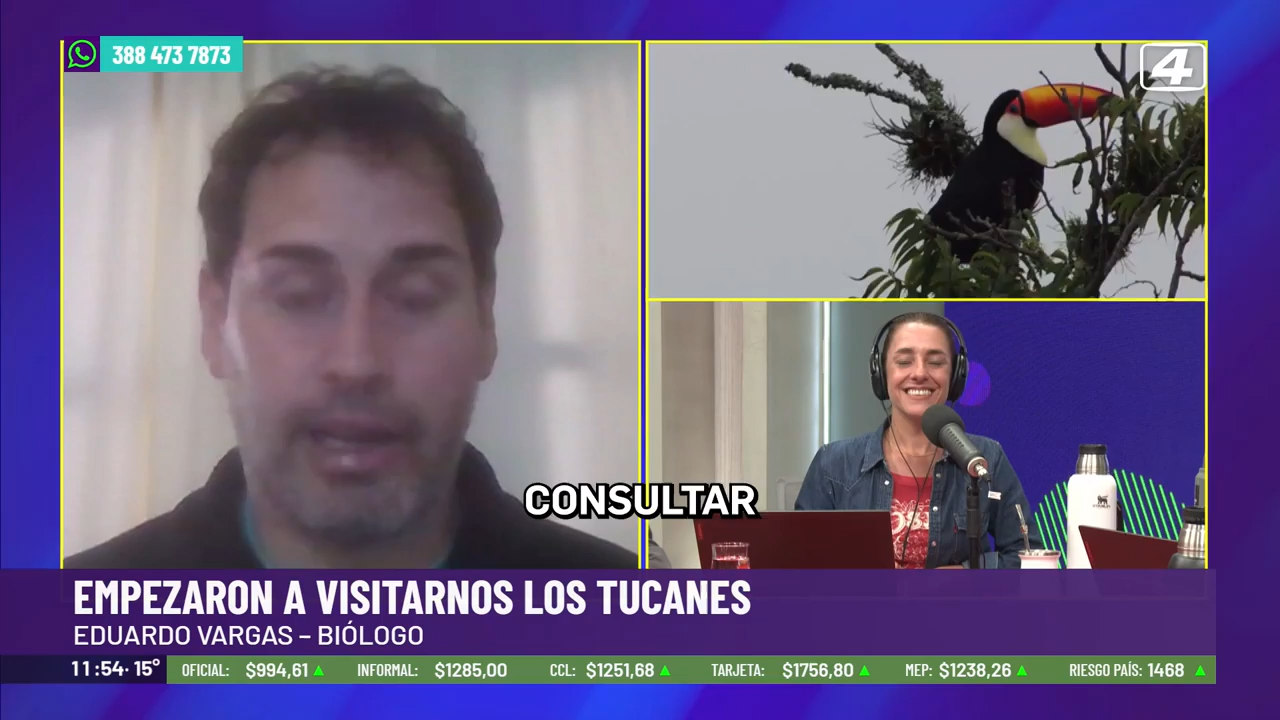 388 473 7873
4
CONSULTAR
EMPEZARON A VISITARNOS LOS TUCANES
EDUARDO VARGAS – BIÓLOGO
11:54· 15° OFICIAL: $994,61 ▲ INFORMAL: $1285,00 CCL: $1251,68 ▲ TARJETA: $1756,80 ▲ MEP: $1238,26 ▲ RIESGO PAÍS: 1468 ▲